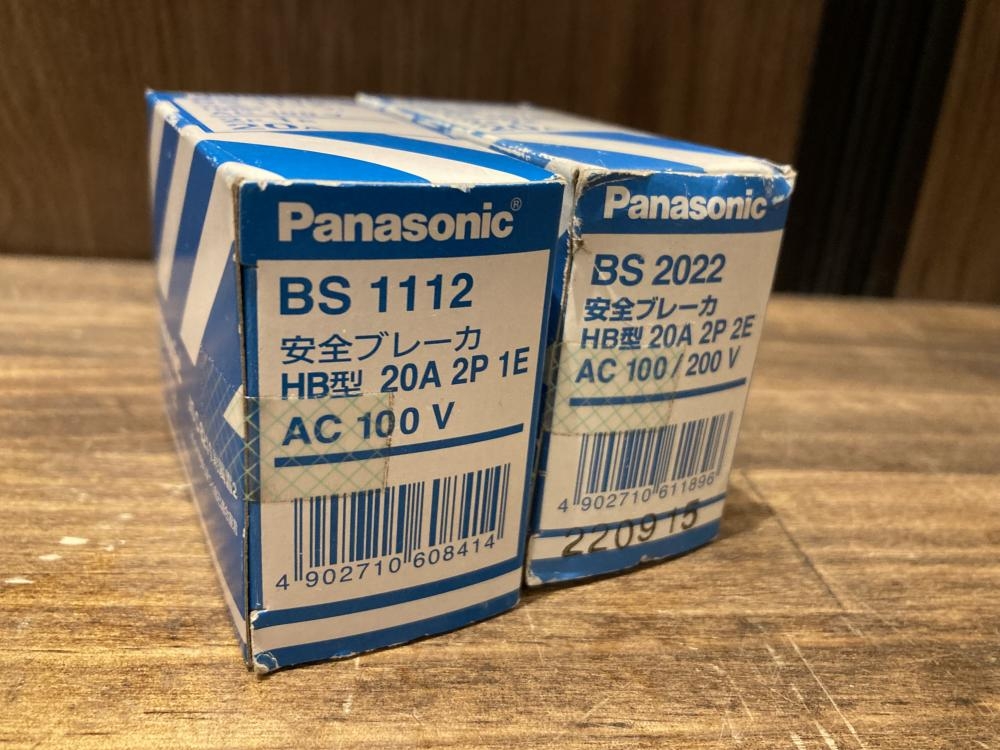 Panasonic®
BS 1112
安全ブレーカ
HB型 20A 2P 1E
AC 100 V
4 902710 608414
Panasonic
BS 2022
安全ブレーカ
HB型 20A 2P 2E
AC 100/200 V
4 902710 611896
220915